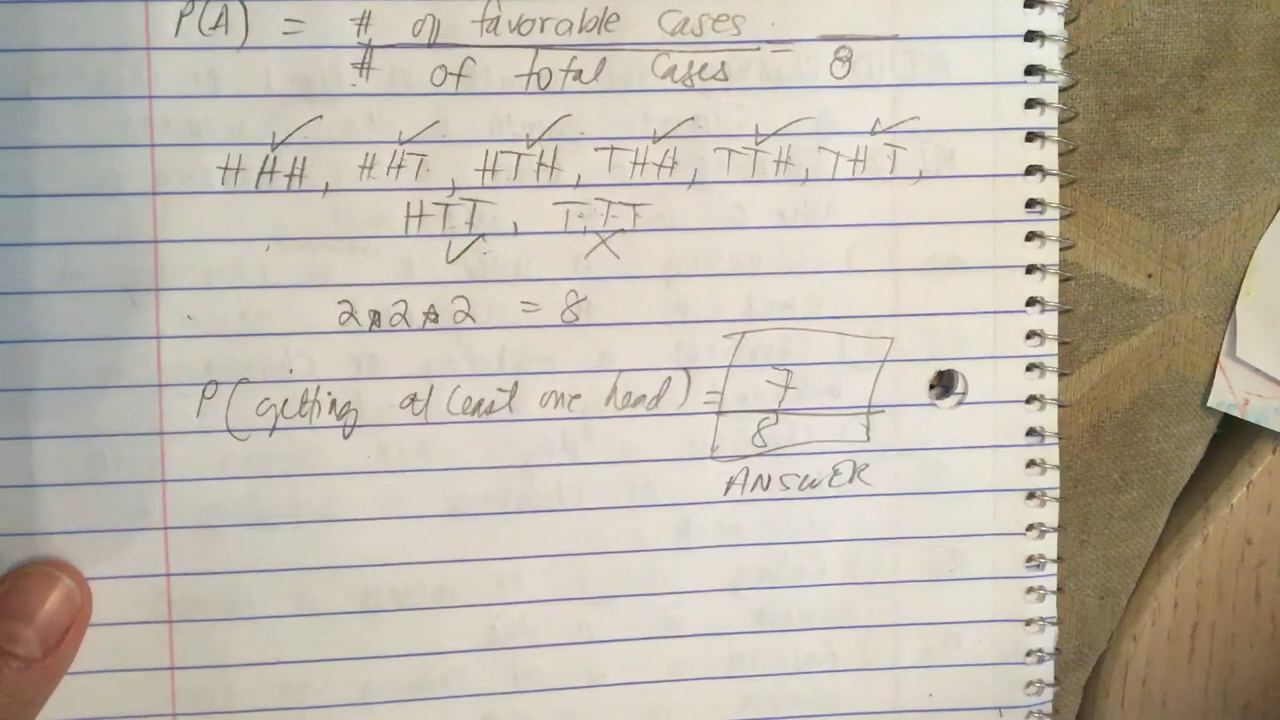 P(A) = # of favorable cases = __
# of total cases 8
HHH, HHT, HTH, THH, TTH, THT,
HTT, TTT
2*2*2 = 8
P(getting at least one head) = 7
8
ANSWER